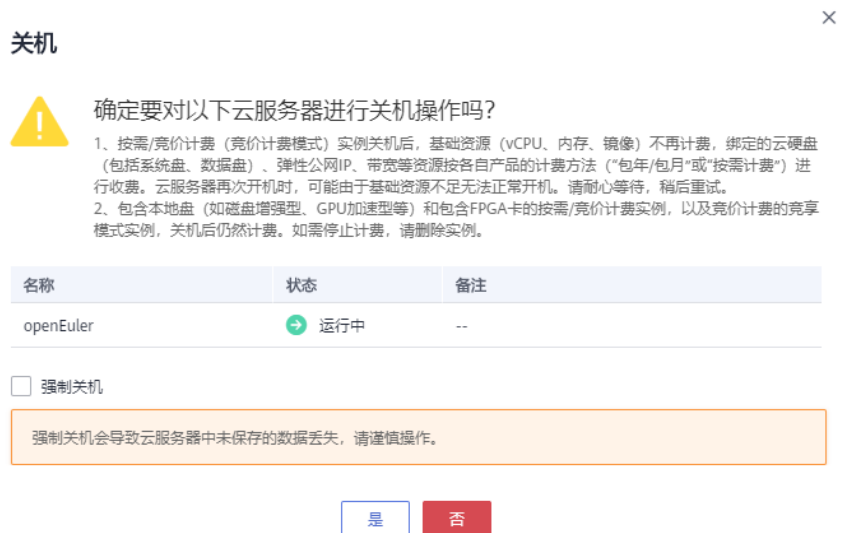 关机
确定要对以下云服务器进行关机操作吗?
1、按需/竞价计费（竞价计费模式）实例关机后，基础资源（vCPU、内存、镜像）不再计费，绑定的云硬盘
（包括系统盘、数据盘）、弹性公网IP、带宽等资源按各自产品的计费方法（“包年/包月”或“按需计费”）进
行收费。云服务器再次开机时，可能由于基础资源不足无法正常开机。请耐心等待，稍后重试。
2、包含本地盘（如磁盘增强型、GPU加速型等）和包含FPGA卡的按需/竞价计费实例，以及竞价计费的竞享
模式实例，关机后仍然计费。如需停止计费，请删除实例。
名称 状态 备注
openEuler 运行中 --
强制关机
强制关机会导致云服务器中未保存的数据丢失，请谨慎操作。
是 否